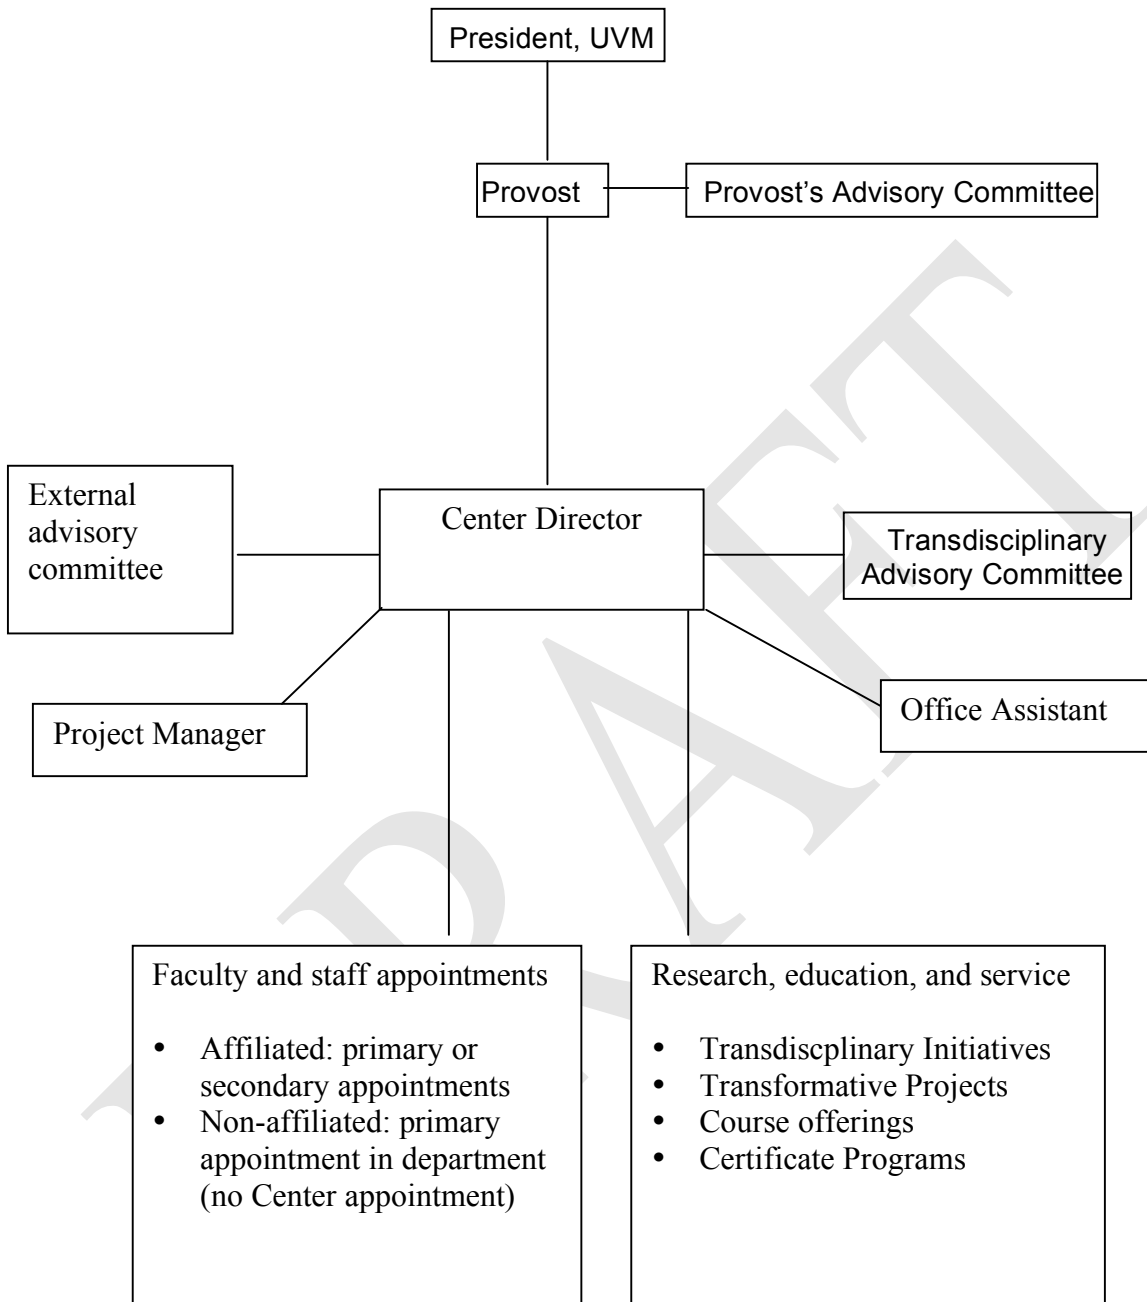 President, UVM
Provost
Provost's Advisory Committee
External
advisory
committee
Center Director
Transdisciplinary
Advisory Committee
Project Manager
Office Assistant
Faculty and staff appointments
• Affiliated: primary or
secondary appointments
• Non-affiliated: primary
appointment in department
(no Center appointment)
Research, education, and service
• Transdiscplinary Initiatives
• Transformative Projects
• Course offerings
• Certificate Programs
DRAFT